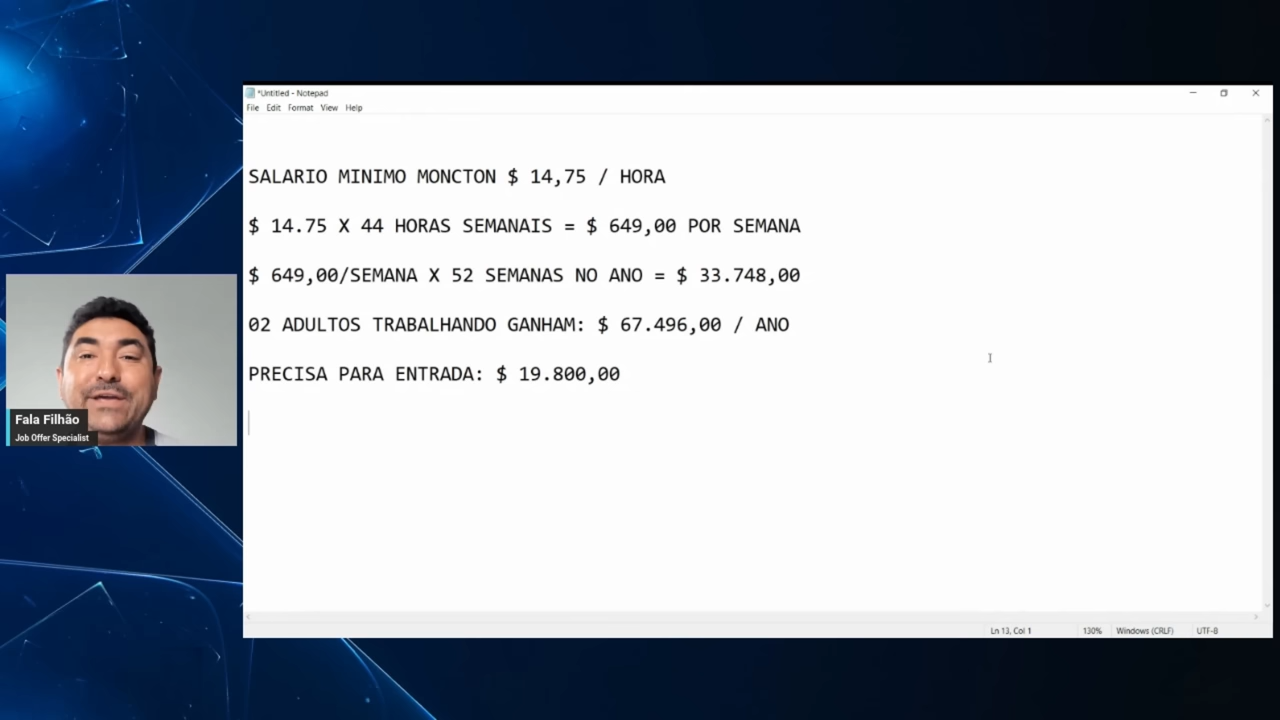 *Untitled - Notepad
File Edit Format View Help
SALARIO MINIMO MONCTON $ 14,75 / HORA
$ 14.75 X 44 HORAS SEMANAIS = $ 649,00 POR SEMANA
$ 649,00/SEMANA X 52 SEMANAS NO ANO = $ 33.748,00
02 ADULTOS TRABALHANDO GANHAM: $ 67.496,00 / ANO
PRECISA PARA ENTRADA: $ 19.800,00
Fala Filhão
Job Offer Specialist
Ln 13, Col 1 130% Windows (CRLF) UTF-8